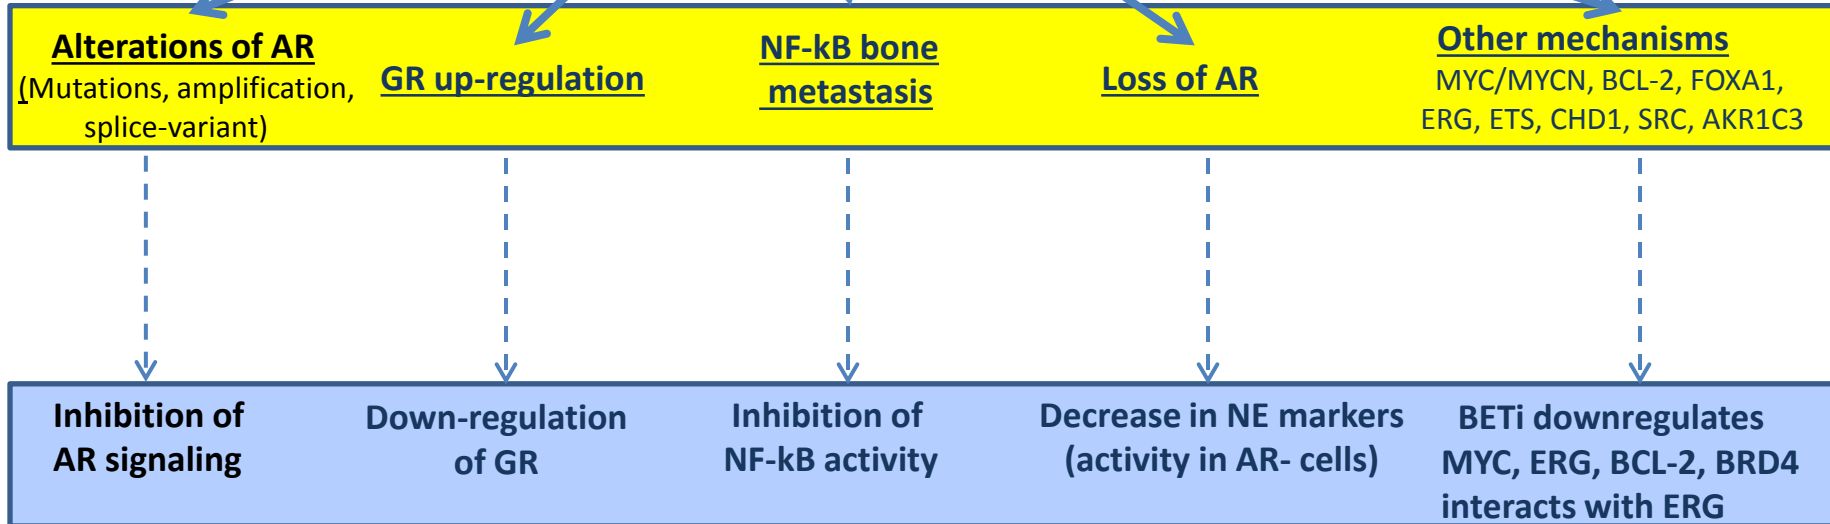 Alterations of AR
(Mutations, amplification,
splice-variant)
GR up-regulation
NF-kB bone
metastasis
Loss of AR
Other mechanisms
MYC/MYCN, BCL-2, FOXA1,
ERG, ETS, CHD1, SRC, AKR1C3
Inhibition of
AR signaling
Down-regulation
of GR
Inhibition of
NF-kB activity
Decrease in NE markers
(activity in AR- cells)
BETi downregulates
MYC, ERG, BCL-2, BRD4
interacts with ERG